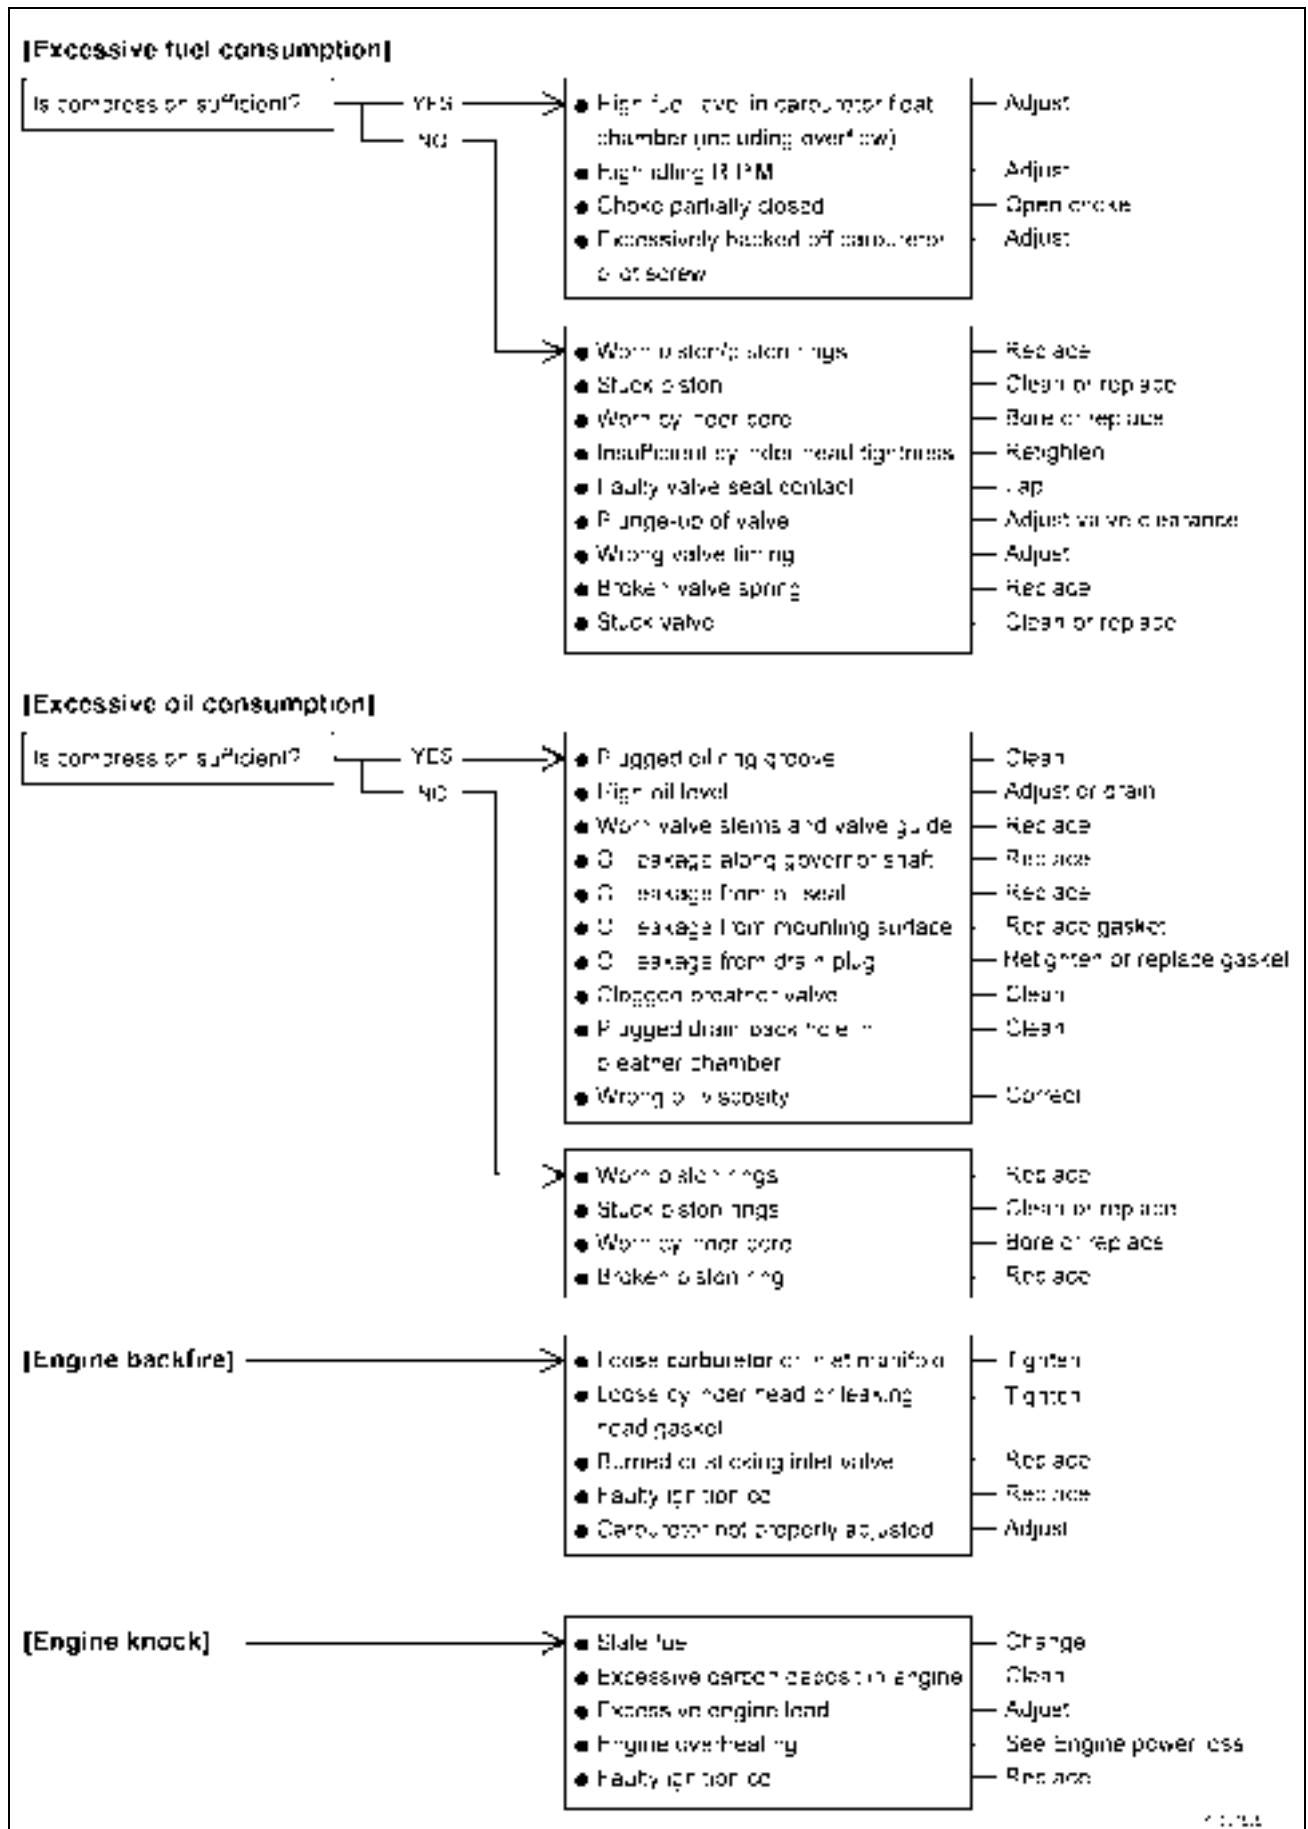 [Excessive fuel consumption]
Is compression sufficient?
YES
NO
● High fuel level in carburetor float
chamber (including overflow)
Adjust
● High idling R.P.M.
Adjust
● Choke partially closed
Open choke
● Excessively backed off carburetor
pilot screw
Adjust
● Worn piston/piston rings
Replace
● Stuck piston
Clean or replace
● Worn cylinder bore
Bore or replace
● Insufficient cylinder head tightness
Retighten
● Faulty valve seat contact
Lap
● Plunge-up of valve
Adjust valve clearance
● Wrong valve timing
Adjust
● Broken valve spring
Replace
● Stuck valve
Clean or replace
[Excessive oil consumption]
Is compression sufficient?
YES
NO
● Plugged oil ring groove
Clean
● High oil level
Adjust or drain
● Worn valve stems and valve guide
Replace
● Oil leakage along governor shaft
Replace
● Oil leakage from oil seal
Replace
● Oil leakage from mounting surface
Replace gasket
● Oil leakage from drain plug
Retighten or replace gasket
● Clogged breather valve
Clean
● Plugged drain back hole in
breather chamber
Clean
● Wrong oil viscosity
Correct
● Worn piston rings
Replace
● Stuck piston rings
Clean or replace
● Worn cylinder bore
Bore or replace
● Broken piston ring
Replace
[Engine backfire]
● Loose carburetor or inlet manifold
Tighten
● Loose cylinder head or leaking
head gasket
Tighten
● Burned or sticking inlet valve
Replace
● Faulty ignition coil
Replace
● Carburetor not properly adjusted
Adjust
[Engine knock]
● Stale fuel
Change
● Excessive carbon deposit in engine
Clean
● Excessive engine load
Adjust
● Engine overheating
See Engine power loss
● Faulty ignition coil
Replace